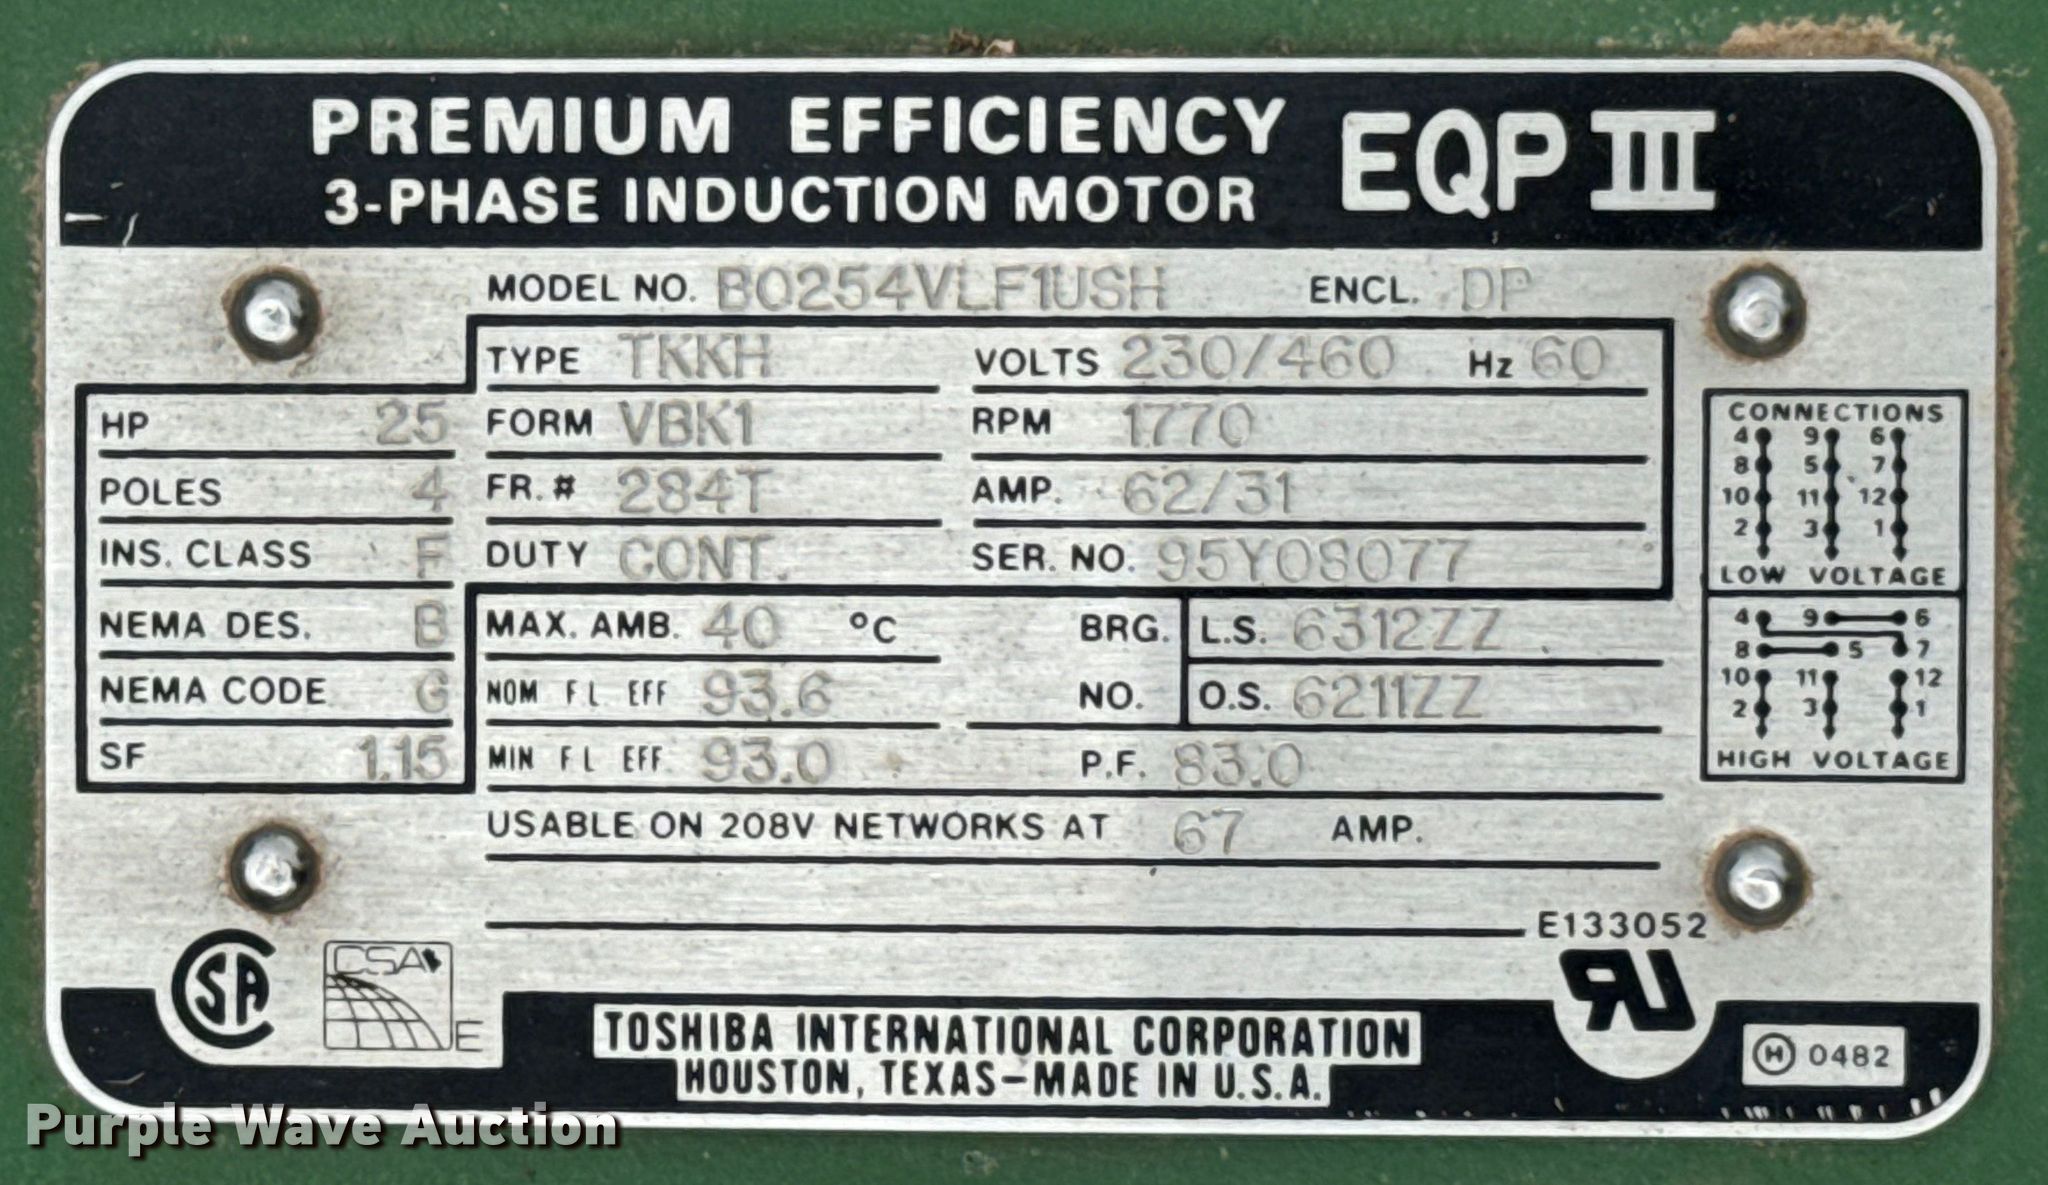 PREMIUM EFFICIENCY EQP III
3-PHASE INDUCTION MOTOR
MODEL NO. B0254VLF1USH ENCL. DP
TYPE TKKH VOLTS 230/460 Hz 60
HP 25 FORM VBK1 RPM 1770
POLES 4 FR. # 284T AMP. 62/31
INS. CLASS F DUTY CONT. SER. NO. 95Y08077
NEMA DES. B MAX. AMB. 40 °C BRG. L.S. 6312ZZ
NEMA CODE G NOM FL EFF 93.6 NO. O.S. 6211ZZ
SF 1.15 MIN FL EFF 93.0 P.F. 83.0
USABLE ON 208V NETWORKS AT 67 AMP.
CONNECTIONS
4 9 6
8 5 7
10 11 12
2 3 1
LOW VOLTAGE
4 9 6
8 5 7
10 11 12
2 3 1
HIGH VOLTAGE
E133052
SA CSA E UR
TOSHIBA INTERNATIONAL CORPORATION
HOUSTON, TEXAS-MADE IN U.S.A.
H 0482
Purple Wave Auction